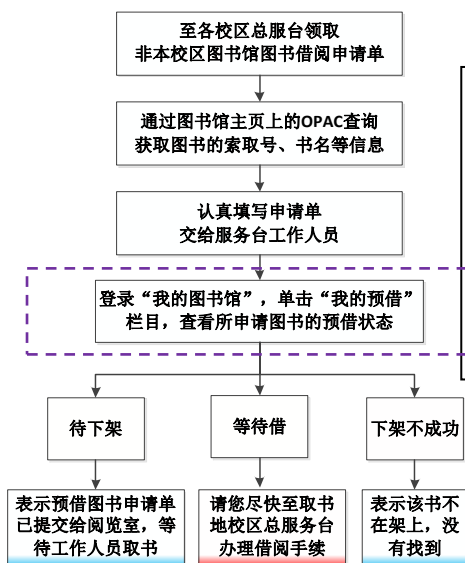 至各校区总服台领取
非本校区图书馆图书借阅申请单
通过图书馆主页上的OPAC查询
获取图书的索取号、书名等信息
认真填写申请单
交给服务台工作人员
登录“我的图书馆”，单击“我的预借”
栏目，查看所申请图书的预借状态
待下架
等待借
下架不成功
表示预借图书申请单
已提交给阅览室，等
待工作人员取书
请您尽快至取书
地校区总服务台
办理借阅手续
表示该书不
在架上，没
有找到